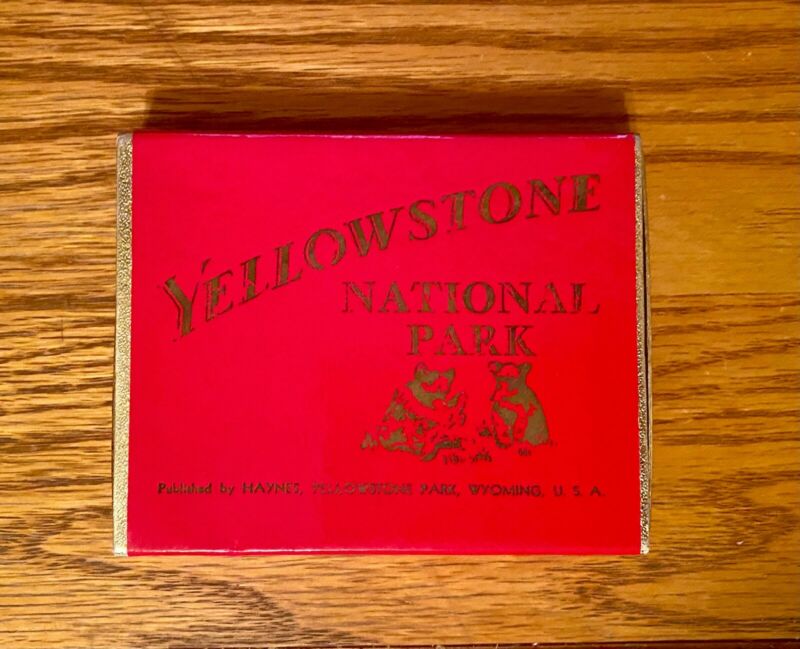 YELLOWSTONE
NATIONAL
PARK
Published by HAYNES, YELLOWSTONE PARK, WYOMING, U. S. A.